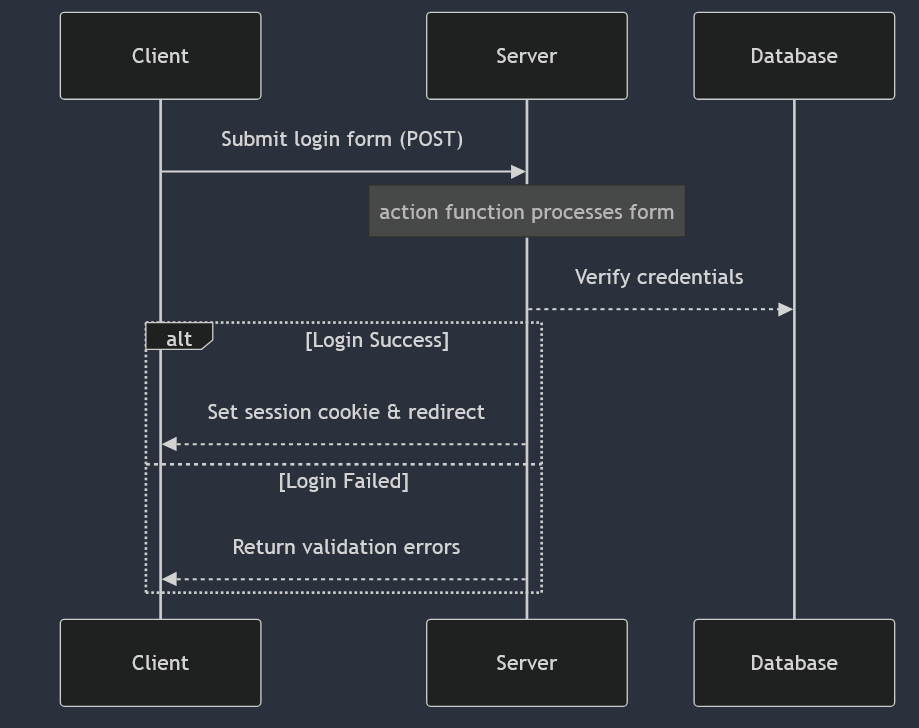 Client
Server
Database
Submit login form (POST)
action function processes form
Verify credentials
alt
[Login Success]
Set session cookie & redirect
[Login Failed]
Return validation errors
Client
Server
Database